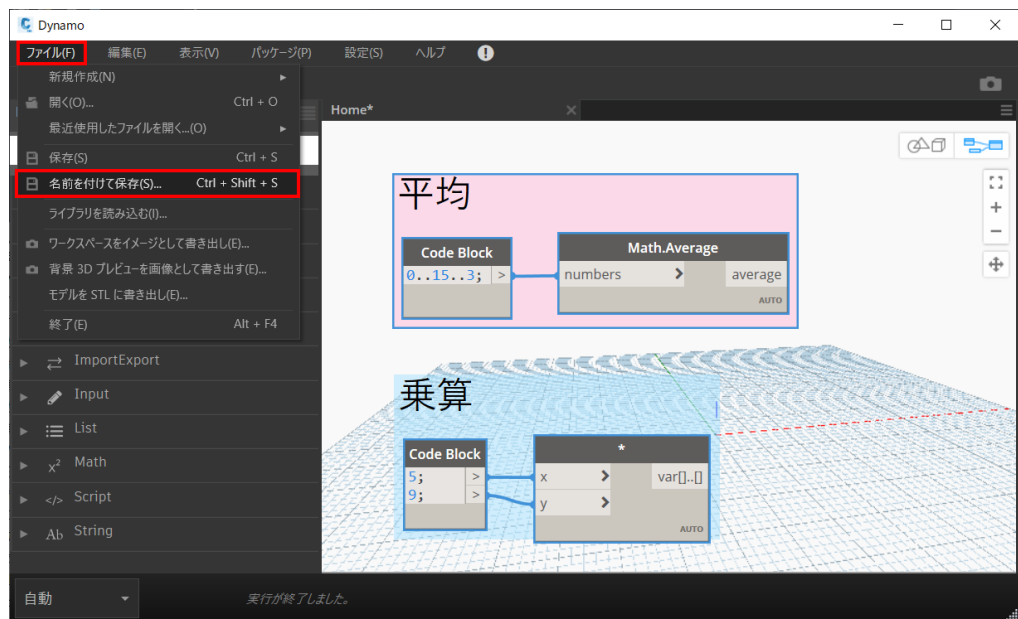 Dynamo
ファイル(F) 編集(E) 表示(V) パッケージ(P) 設定(S) ヘルプ
新規作成(N)
開く(O)... Ctrl + O
最近使用したファイルを開く...(O)
保存(S) Ctrl + S
名前を付けて保存(S)... Ctrl + Shift + S
ライブラリを読み込む(I)...
ワークスペースをイメージとして書き出し(E)...
背景 3D プレビューを画像として書き出す(E)...
モデルを STL に書き出し(E)...
終了(E) Alt + F4
ImportExport
Input
List
Math
Script
String
Home*
平均
Code Block
0..15..3; >
Math.Average
numbers > average
AUTO
乗算
Code Block
5; >
9; >
*
x > var[]..[]
y >
AUTO
自動 実行が終了しました。